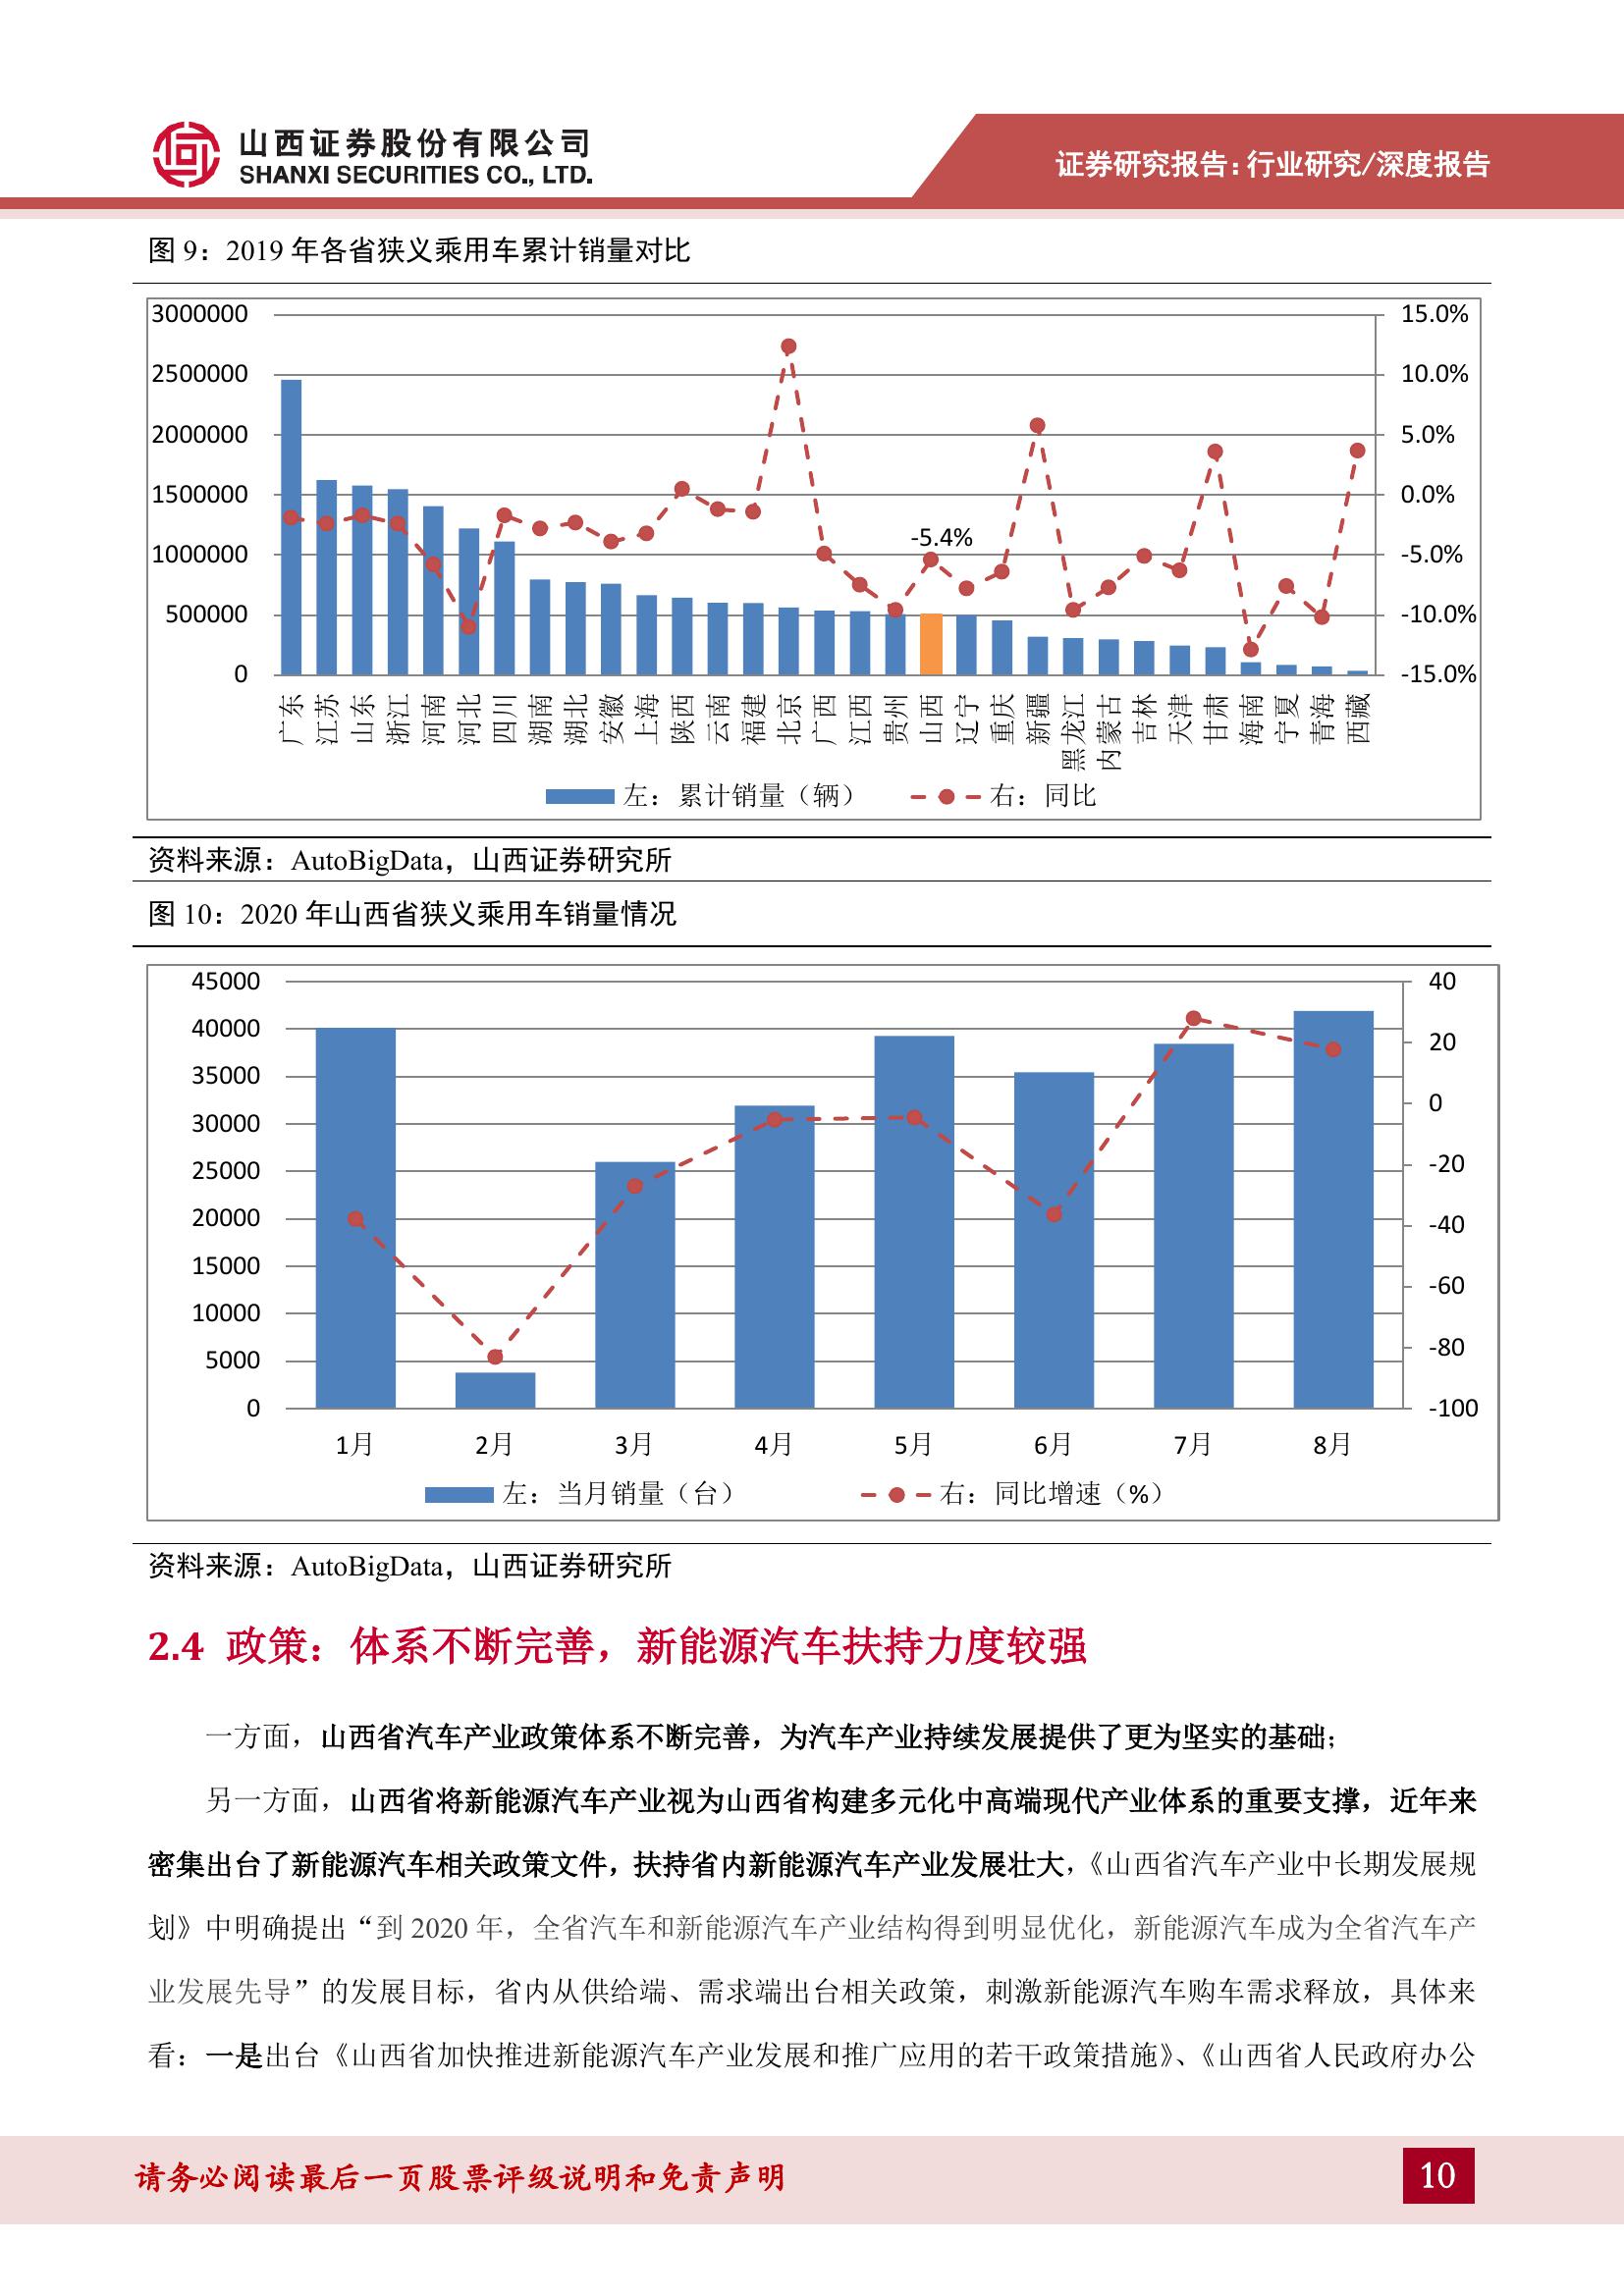 山西证券股份有限公司
SHANXI SECURITIES CO., LTD.
证券研究报告：行业研究/深度报告
图 9：2019 年各省狭义乘用车累计销量对比
3000000
2500000
2000000
1500000
1000000
500000
0
15.0%
10.0%
5.0%
0.0%
-5.0%
-10.0%
-15.0%
-5.4%
广东 江苏 山东 浙江 河南 河北 四川 湖南 湖北 安徽 上海 陕西 云南 福建 北京 广西 江西 贵州 山西 辽宁 重庆 新疆 黑龙江 内蒙古 吉林 天津 甘肃 海南 宁夏 青海 西藏
左：累计销量（辆） 右：同比
资料来源：AutoBigData，山西证券研究所
图 10：2020 年山西省狭义乘用车销量情况
45000
40000
35000
30000
25000
20000
15000
10000
5000
0
40
20
0
-20
-40
-60
-80
-100
1月 2月 3月 4月 5月 6月 7月 8月
左：当月销量（台） 右：同比增速（%）
资料来源：AutoBigData，山西证券研究所
2.4 政策：体系不断完善，新能源汽车扶持力度较强
一方面，山西省汽车产业政策体系不断完善，为汽车产业持续发展提供了更为坚实的基础；
另一方面，山西省将新能源汽车产业视为山西省构建多元化中高端现代产业体系的重要支撑，近年来
密集出台了新能源汽车相关政策文件，扶持省内新能源汽车产业发展壮大，《山西省汽车产业中长期发展规
划》中明确提出“到 2020 年，全省汽车和新能源汽车产业结构得到明显优化，新能源汽车成为全省汽车产
业发展先导”的发展目标，省内从供给端、需求端出台相关政策，刺激新能源汽车购车需求释放，具体来
看：一是出台《山西省加快推进新能源汽车产业发展和推广应用的若干政策措施》、《山西省人民政府办公
请务必阅读最后一页股票评级说明和免责声明
10